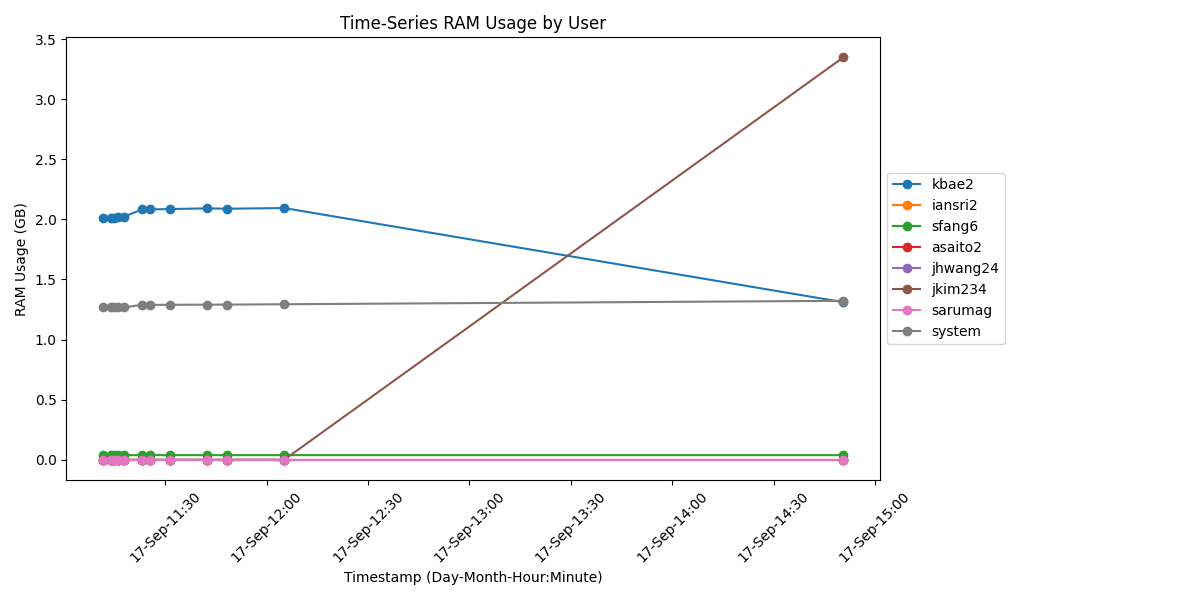 Time-Series RAM Usage by User
RAM Usage (GB)
3.5
3.0
2.5
2.0
1.5
1.0
0.5
0.0
17-Sep-11:30
17-Sep-12:00
17-Sep-12:30
17-Sep-13:00
17-Sep-13:30
17-Sep-14:00
17-Sep-14:30
17-Sep-15:00
Timestamp (Day-Month-Hour:Minute)
kbae2
iansri2
sfang6
asaito2
jhwang24
jkim234
sarumag
system